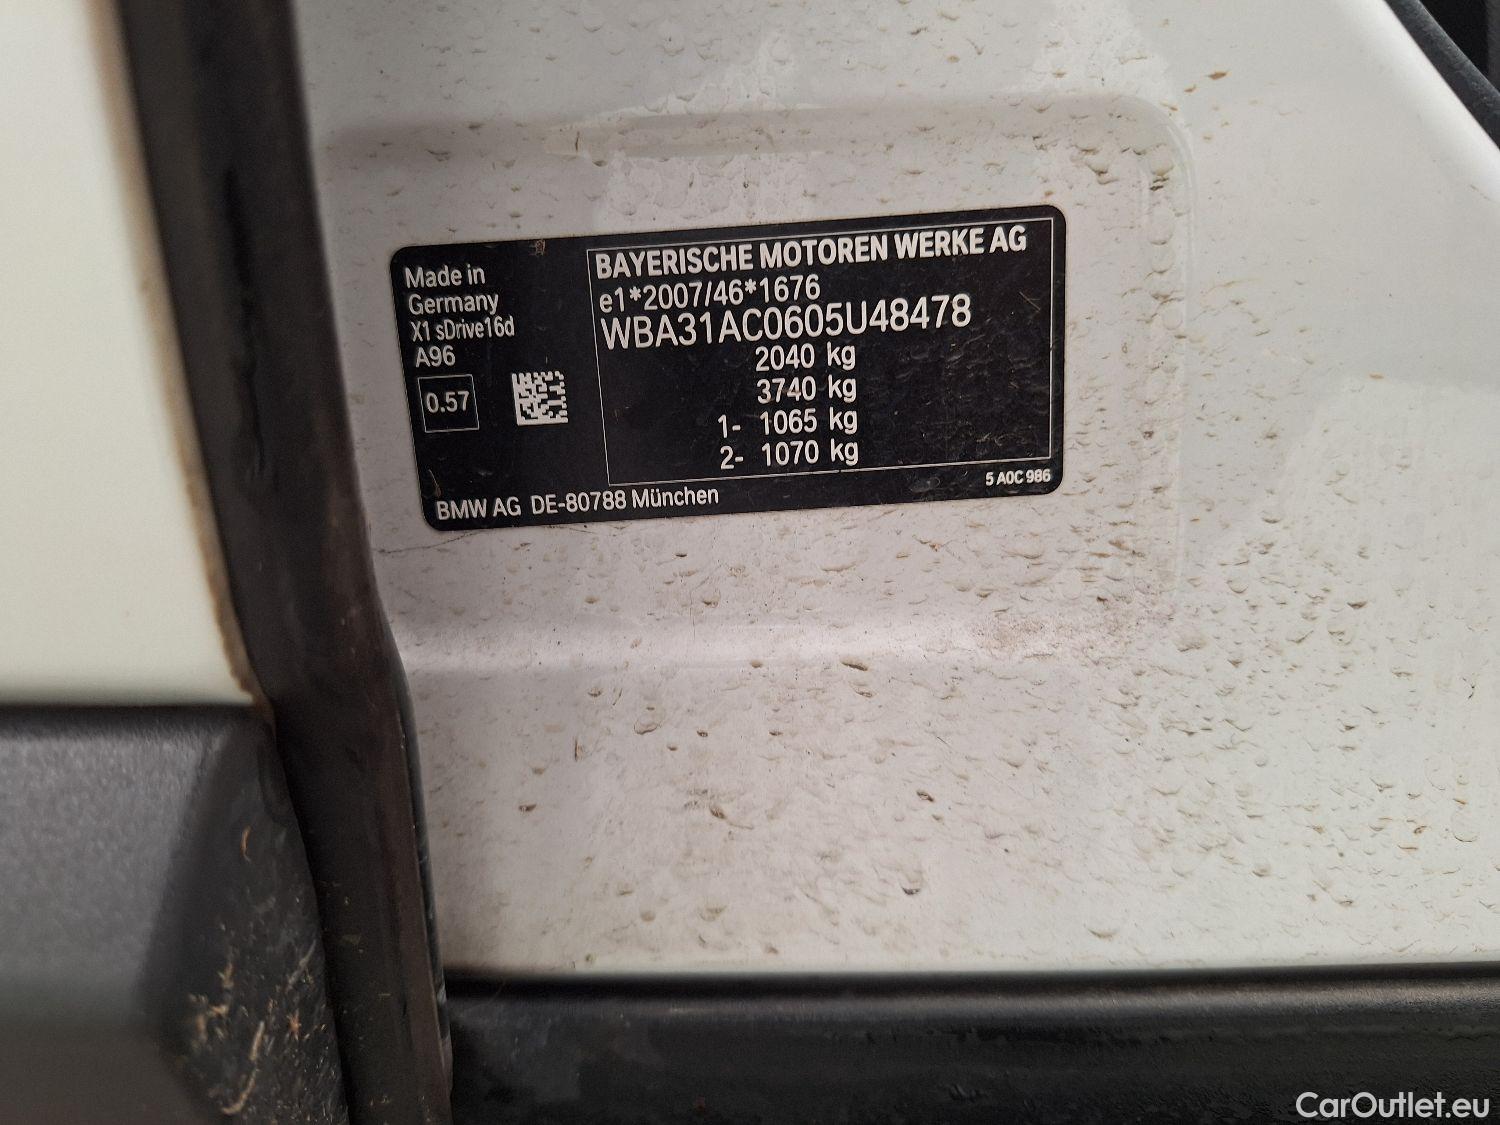 Made in
Germany
X1 sDrive16d
A96
0.57
BAYERISCHE MOTOREN WERKE AG
e1*2007/46*1676
WBA31AC0605U48478
2040 kg
3740 kg
1- 1065 kg
2- 1070 kg
5 A0C 986
BMW AG DE-80788 München
CarOutlet.eu